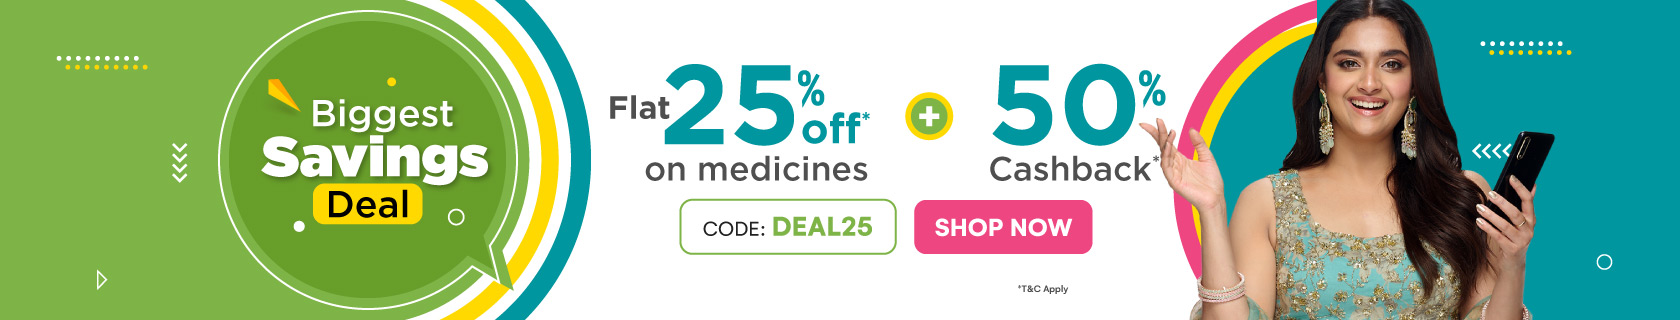 Biggest
Savings
Deal
Flat 25% off*
on medicines
+
50%
Cashback*
CODE: DEAL25
SHOP NOW
*T&C Apply